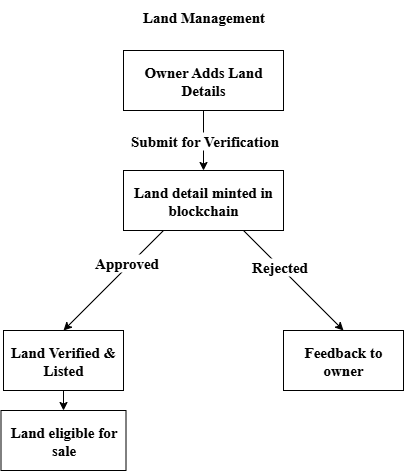 Land Management
Owner Adds Land
Details
Submit for Verification
Land detail minted in
blockchain
Approved
Rejected
Land Verified &
Listed
Feedback to
owner
Land eligible for
sale